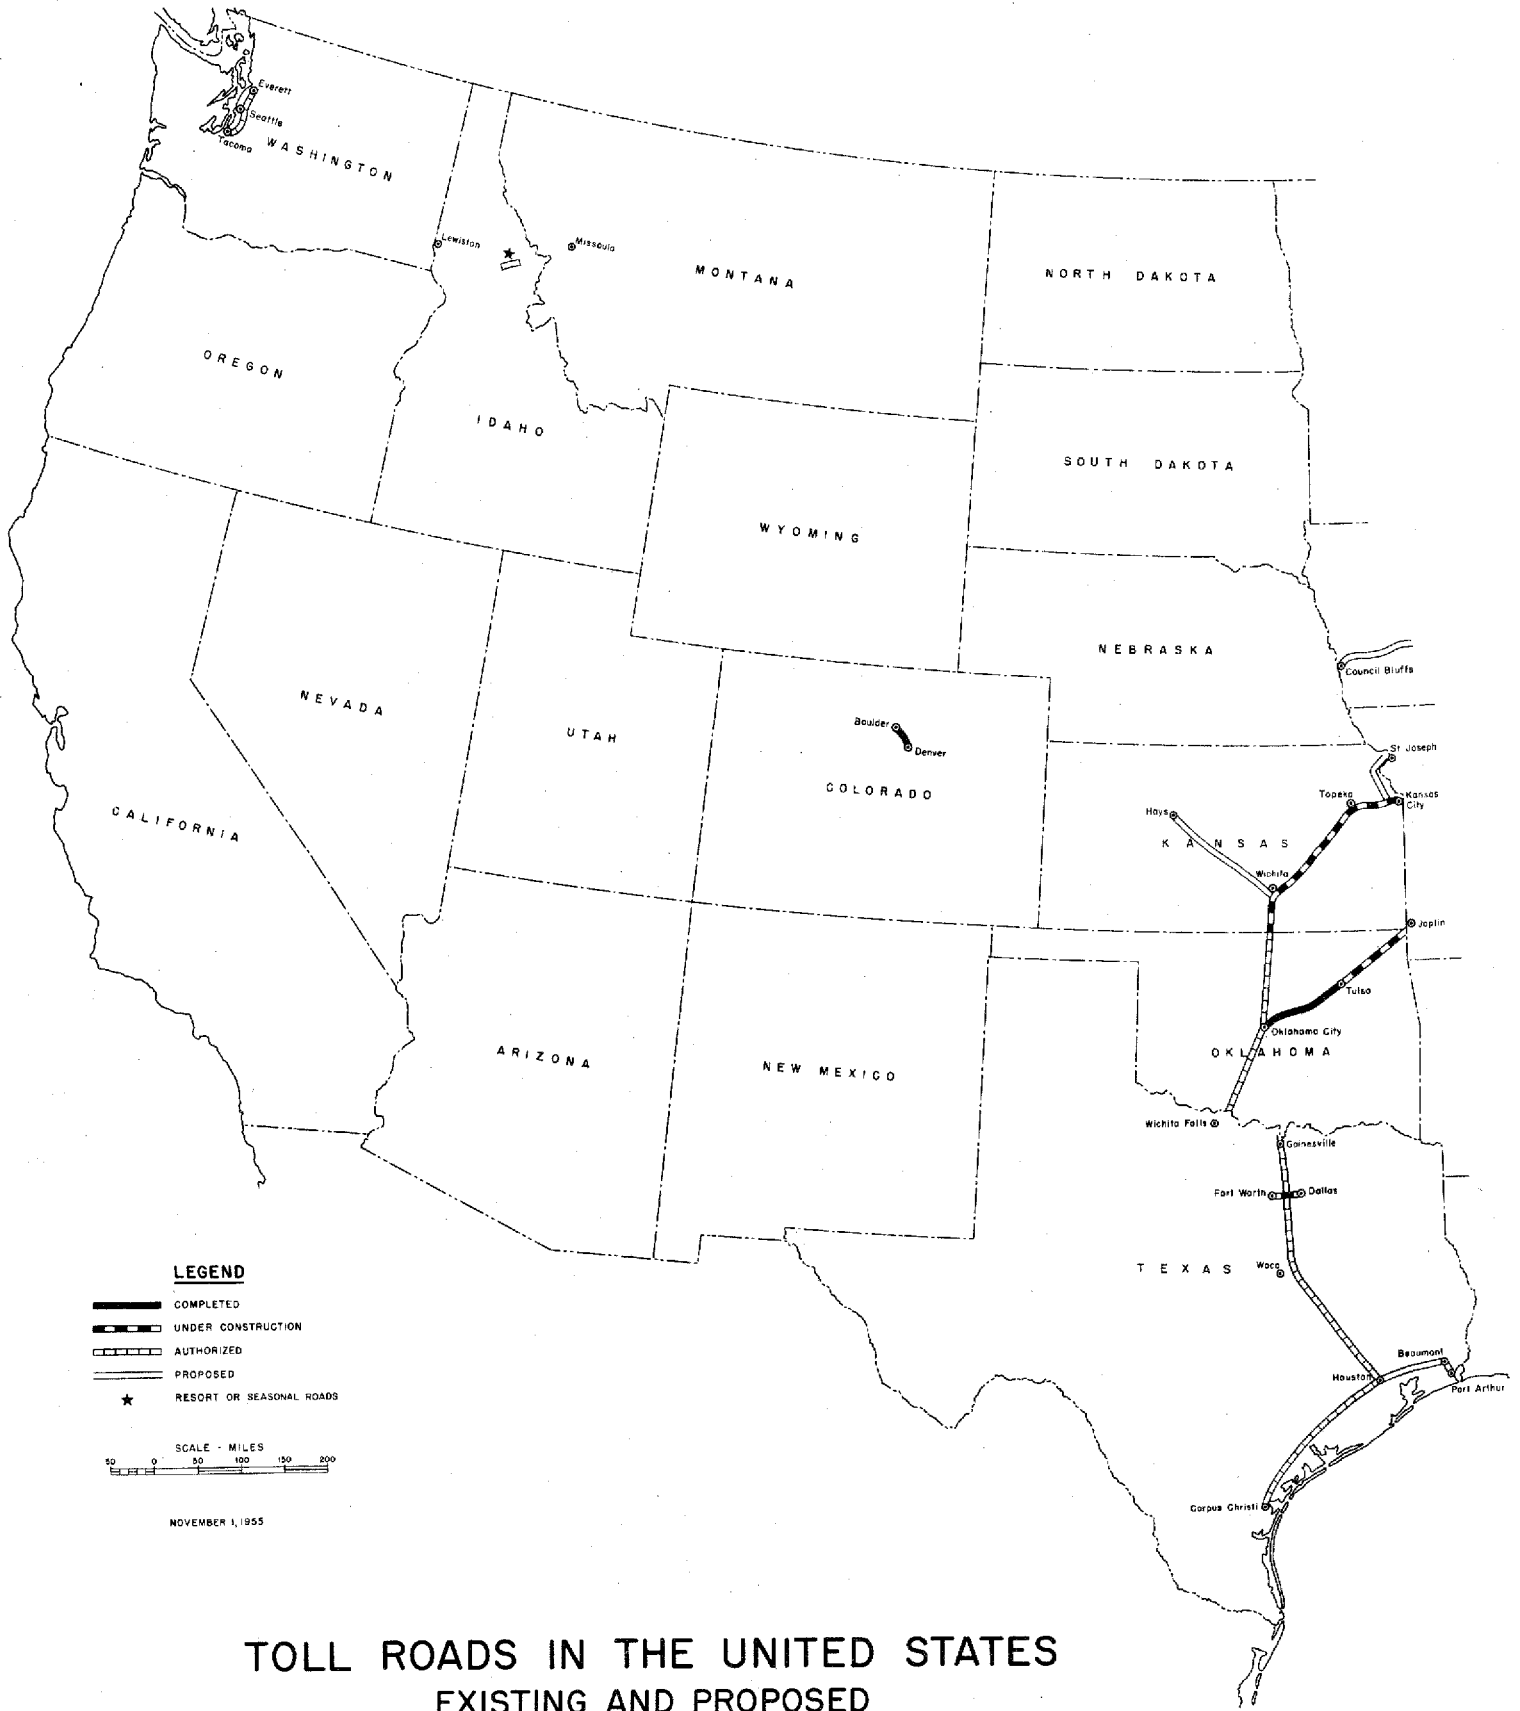 Everett
Seattle
Tacoma
WASHINGTON
Lewiston
Missoula
MONTANA
NORTH DAKOTA
OREGON
IDAHO
SOUTH DAKOTA
WYOMING
NEBRASKA
Council Bluffs
NEVADA
UTAH
Boulder
Denver
COLORADO
St Joseph
Topeka
Kansas
City
Hays
KANSAS
CALIFORNIA
Wichita
Joplin
Tulsa
Oklahoma City
OKLAHOMA
ARIZONA
NEW MEXICO
Wichita Falls
Gainesville
Fort Worth
Dallas
TEXAS
Waco
Beaumont
Houston
Port Arthur
Corpus Christi
LEGEND
COMPLETED
UNDER CONSTRUCTION
AUTHORIZED
PROPOSED
RESORT OR SEASONAL ROADS
SCALE - MILES
50 0 50 100 150 200
NOVEMBER 1, 1955
TOLL ROADS IN THE UNITED STATES
EXISTING AND PROPOSED